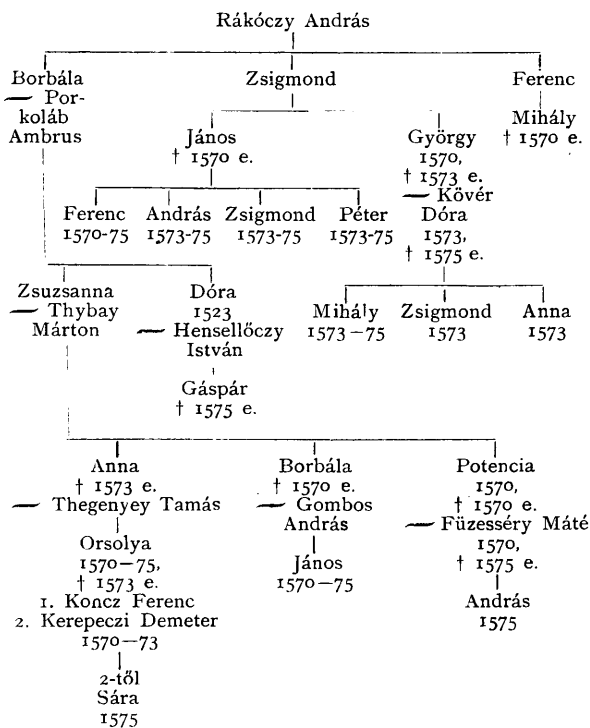 Rákóczy András
Borbála Zsigmond Ferenc
— Por-
koláb
Ambrus
Mihály
† 1570 e.
János
† 1570 e.
György
1570,
† 1573 e.
— Kövér
Dóra
1573,
† 1575 e.
Ferenc András Zsigmond Péter
1570-75 1573-75 1573-75 1573-75
Zsuzsanna
— Thybay
Márton
Dóra
1523
— Hensellőczy
István
Mihály Zsigmond Anna
1573—75 1573 1573
Gáspár
† 1575 e.
Anna
† 1573 e.
— Thegenyey Tamás
Orsolya
1570—75,
† 1573 e.
1. Koncz Ferenc
2. Kerepeczi Demeter
1570—73
2-től
Sára
1575
Borbála
† 1570 e.
— Gombos
András
János
1570—75
Potencia
1570,
† 1570 e.
— Füzesséry Máté
1570,
† 1575 e.
András
1575